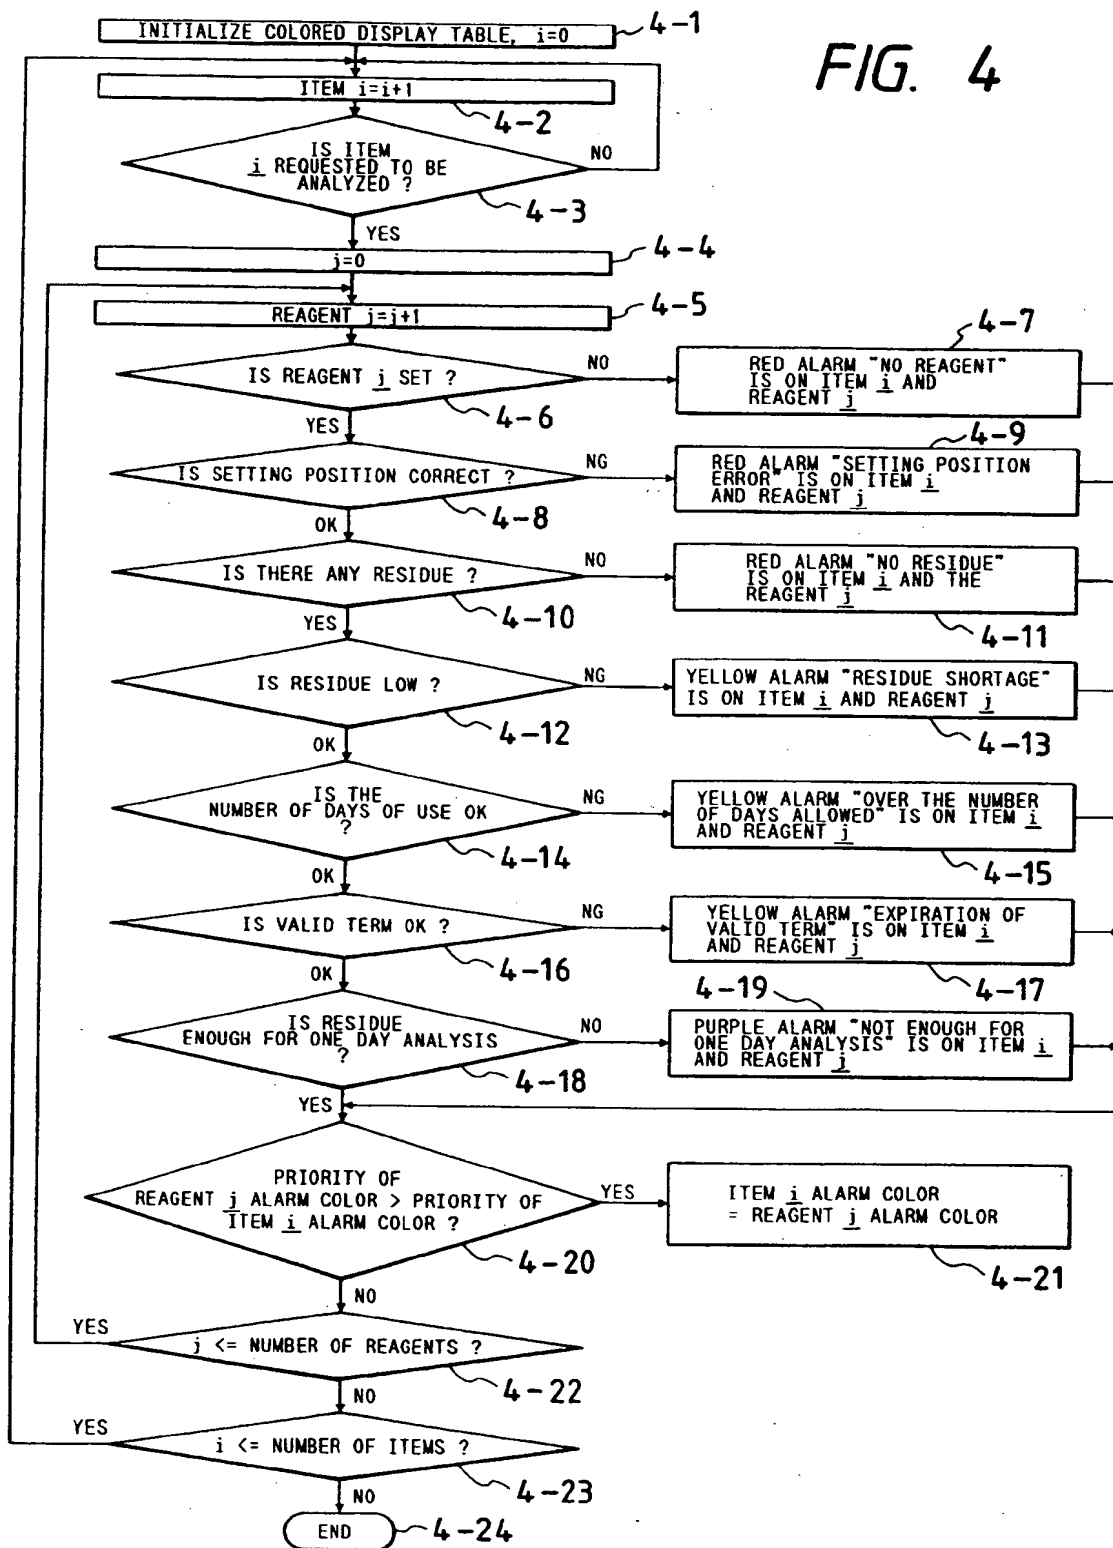 FIG. 4
INITIALIZE COLORED DISPLAY TABLE, i=0
4-1
ITEM i=i+1
4-2
IS ITEM
i REQUESTED TO BE
ANALYZED ?
NO
4-3
YES
j=0
4-4
REAGENT j=j+1
4-5
IS REAGENT j SET ?
NO
4-6
YES
4-7
RED ALARM "NO REAGENT"
IS ON ITEM i AND
REAGENT j
IS SETTING POSITION CORRECT ?
NG
4-8
OK
4-9
RED ALARM "SETTING POSITION
ERROR" IS ON ITEM i
AND REAGENT j
IS THERE ANY RESIDUE ?
NO
4-10
YES
RED ALARM "NO RESIDUE"
IS ON ITEM i AND THE
REAGENT j
4-11
IS RESIDUE LOW ?
NG
4-12
OK
YELLOW ALARM "RESIDUE SHORTAGE"
IS ON ITEM i AND REAGENT j
4-13
IS THE
NUMBER OF DAYS OF USE OK
?
NG
4-14
OK
YELLOW ALARM "OVER THE NUMBER
OF DAYS ALLOWED" IS ON ITEM i
AND REAGENT j
4-15
IS VALID TERM OK ?
NG
4-16
OK
YELLOW ALARM "EXPIRATION OF
VALID TERM" IS ON ITEM i
AND REAGENT j
4-17
IS RESIDUE
ENOUGH FOR ONE DAY ANALYSIS
?
NO
4-18
YES
4-19
PURPLE ALARM "NOT ENOUGH FOR
ONE DAY ANALYSIS" IS ON ITEM i
AND REAGENT j
PRIORITY OF
REAGENT j ALARM COLOR > PRIORITY OF
ITEM i ALARM COLOR ?
YES
4-20
NO
ITEM i ALARM COLOR
= REAGENT j ALARM COLOR
4-21
YES
j <= NUMBER OF REAGENTS ?
4-22
NO
YES
i <= NUMBER OF ITEMS ?
4-23
NO
END
4-24